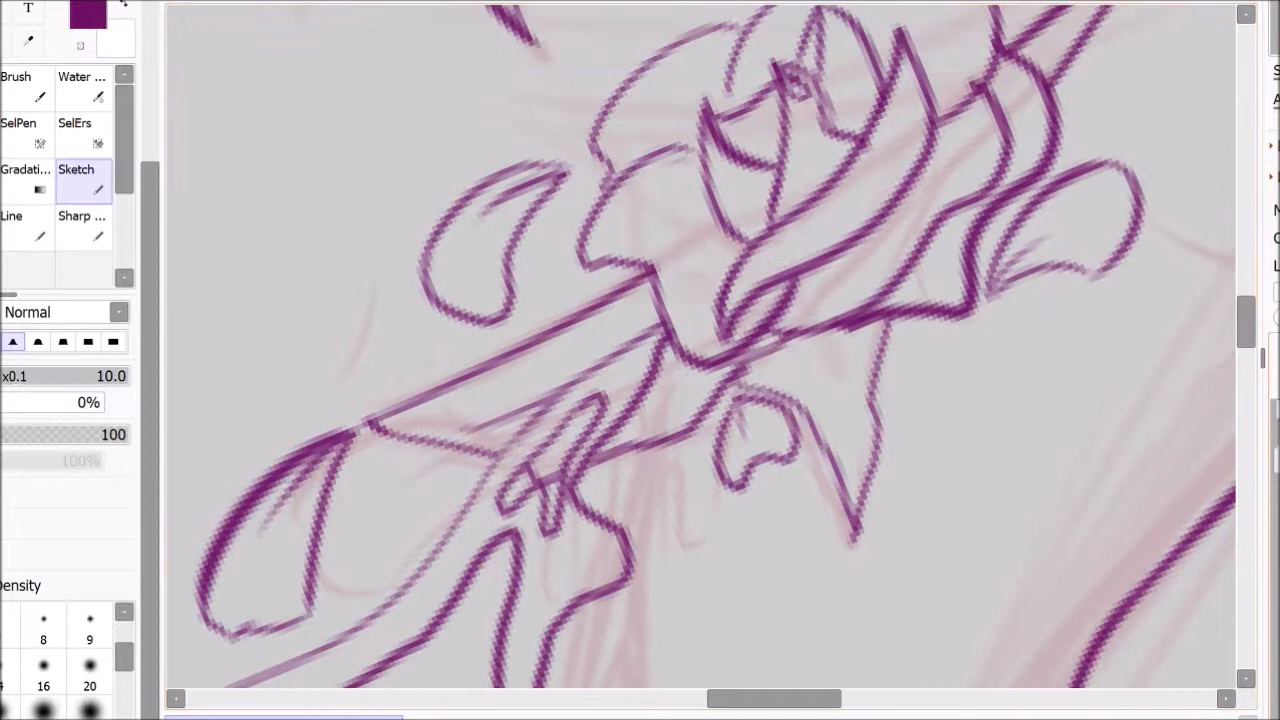 T
Brush Water ...
SelPen SelErs
Gradati... Sketch
Line Sharp ...
Normal
x0.1 10.0
0%
100
100%
Density
8 9
16 20